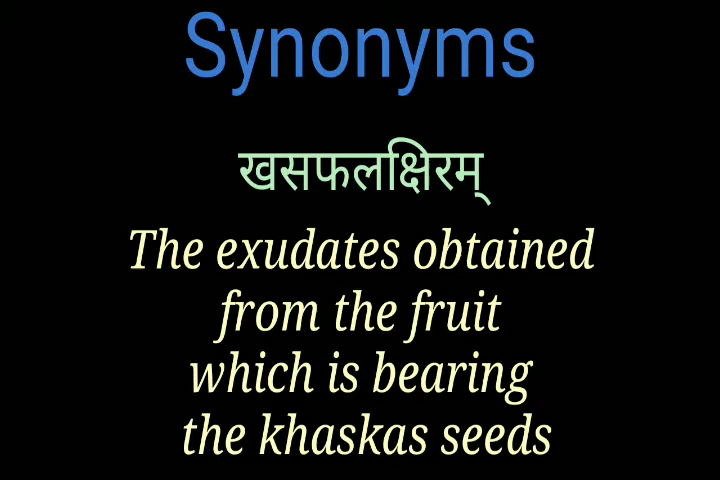 Synonyms
खसफलक्षिरम्
The exudates obtained
from the fruit
which is bearing
the khaskas seeds